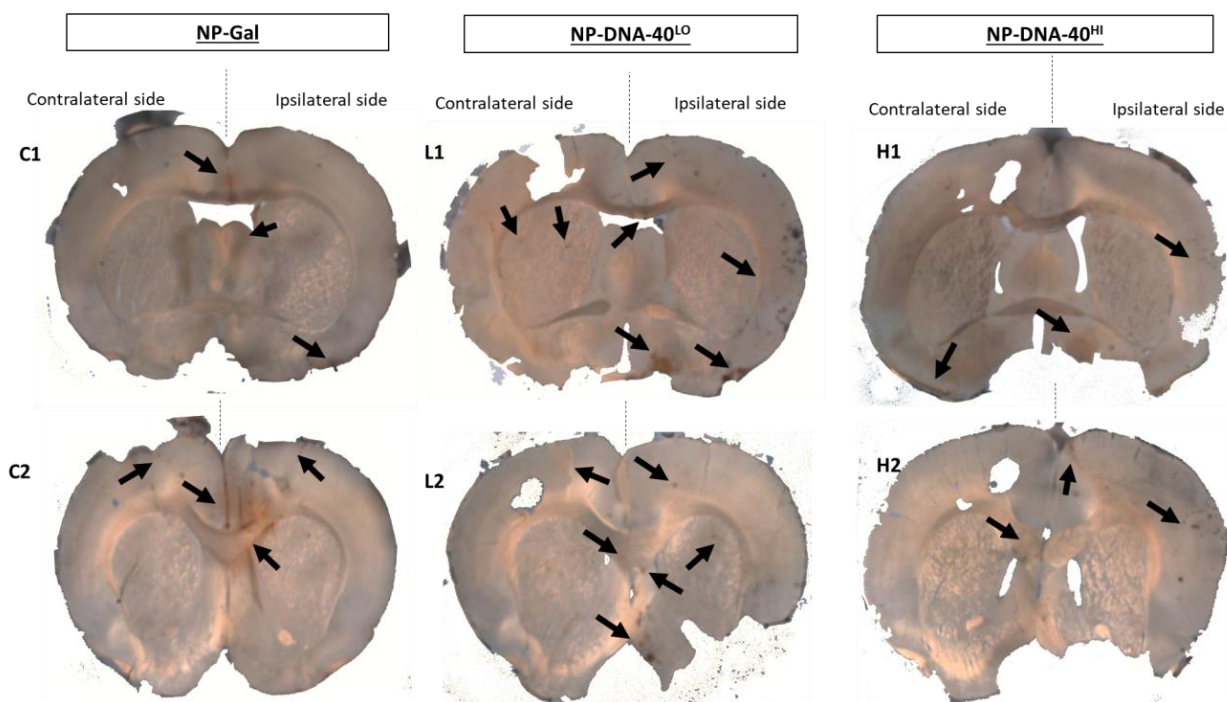 NP-Gal
NP-DNA-40ᴸᴼ
NP-DNA-40ᴴᴵ
Contralateral side
Ipsilateral side
Contralateral side
Ipsilateral side
Contralateral side
Ipsilateral side
C1
L1
H1
C2
L2
H2